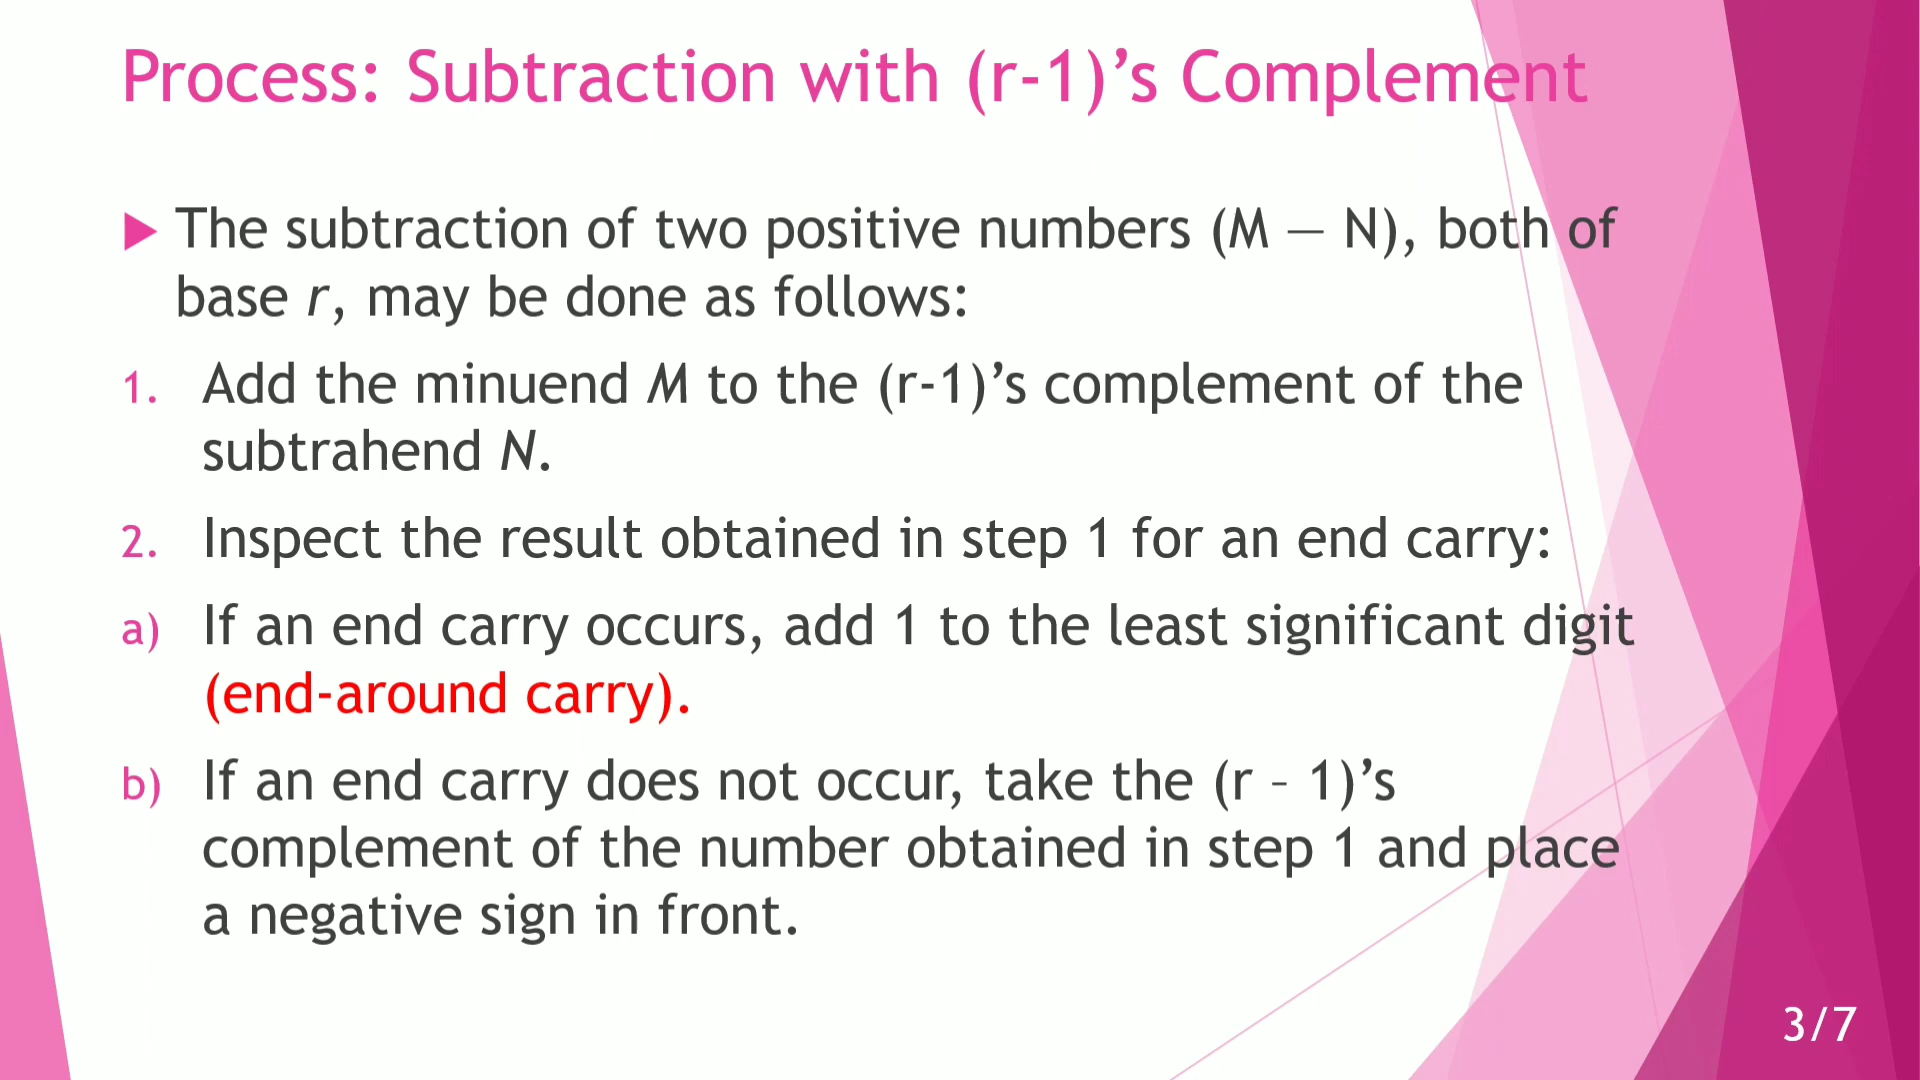 Process: Subtraction with (r-1)’s Complement
The subtraction of two positive numbers (M — N), both of
base r, may be done as follows:
1. Add the minuend M to the (r-1)’s complement of the
subtrahend N.
2. Inspect the result obtained in step 1 for an end carry:
a) If an end carry occurs, add 1 to the least significant digit
(end-around carry).
b) If an end carry does not occur, take the (r – 1)’s
complement of the number obtained in step 1 and place
a negative sign in front.
3/7